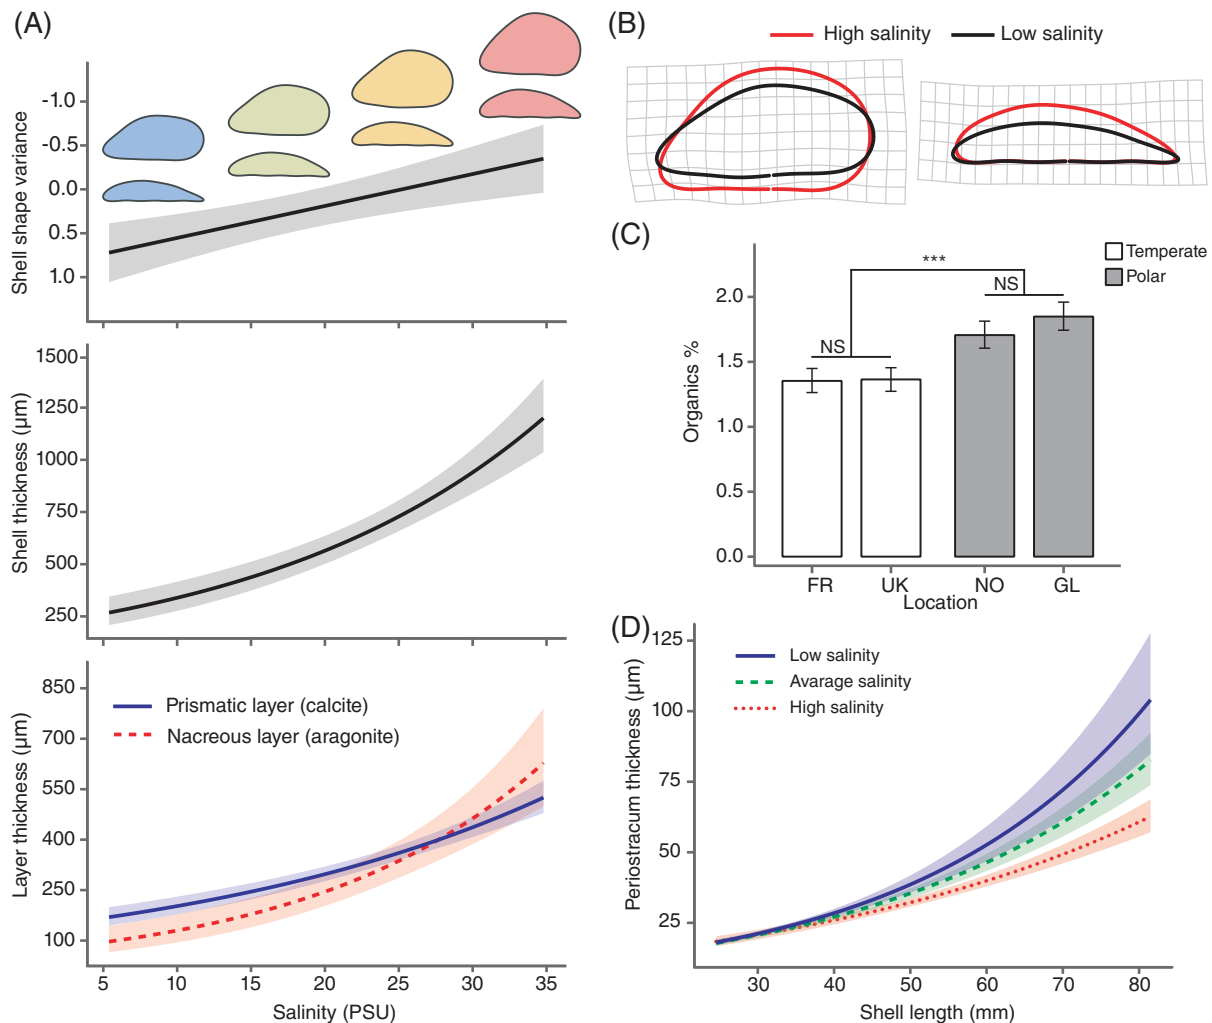 (A)
Shell shape variance
-1.0
-0.5
0.0
0.5
1.0
Shell thickness (µm)
1500
1250
1000
750
500
250
Layer thickness (µm)
850
700
550
400
250
100
Prismatic layer (calcite)
Nacreous layer (aragonite)
5 10 15 20 25 30 35
Salinity (PSU)
(B)
High salinity Low salinity
(C)
Temperate
Polar
***
NS
NS
Organics %
2.0
1.5
1.0
0.5
0.0
FR UK NO GL
Location
(D)
Periostracum thickness (µm)
125
100
75
50
25
Low salinity
Avarage salinity
High salinity
30 40 50 60 70 80
Shell length (mm)